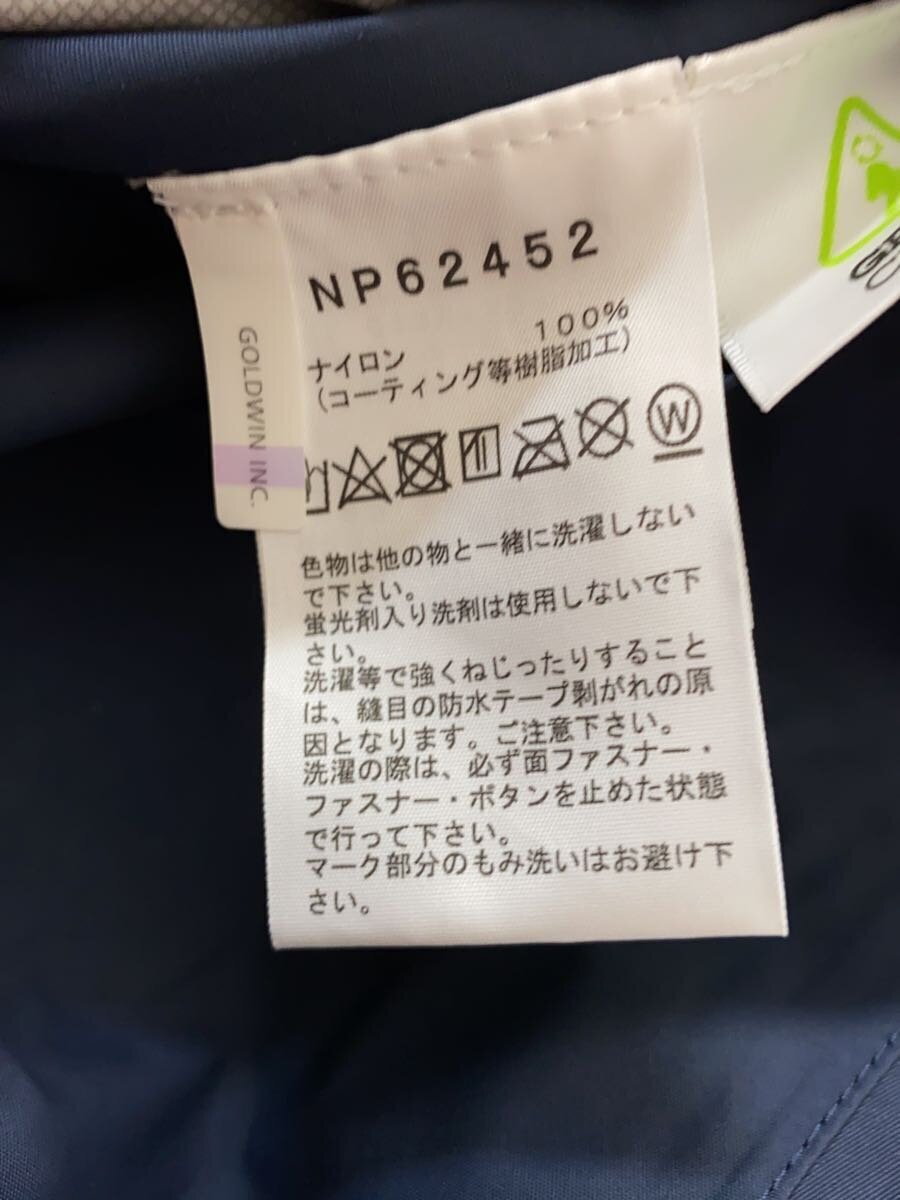 NP62452
GOLDWIN INC.
ナイロン 100%
(コーティング等樹脂加工)
W
色物は他の物と一緒に洗濯しない
で下さい。
蛍光剤入り洗剤は使用しないで下
さい。
洗濯等で強くねじったりすること
は、縫目の防水テープ剥がれの原
因となります。ご注意下さい。
洗濯の際は、必ず面ファスナー・
ファスナー・ボタンを止めた状態
で行って下さい。
マーク部分のもみ洗いはお避け下
さい。